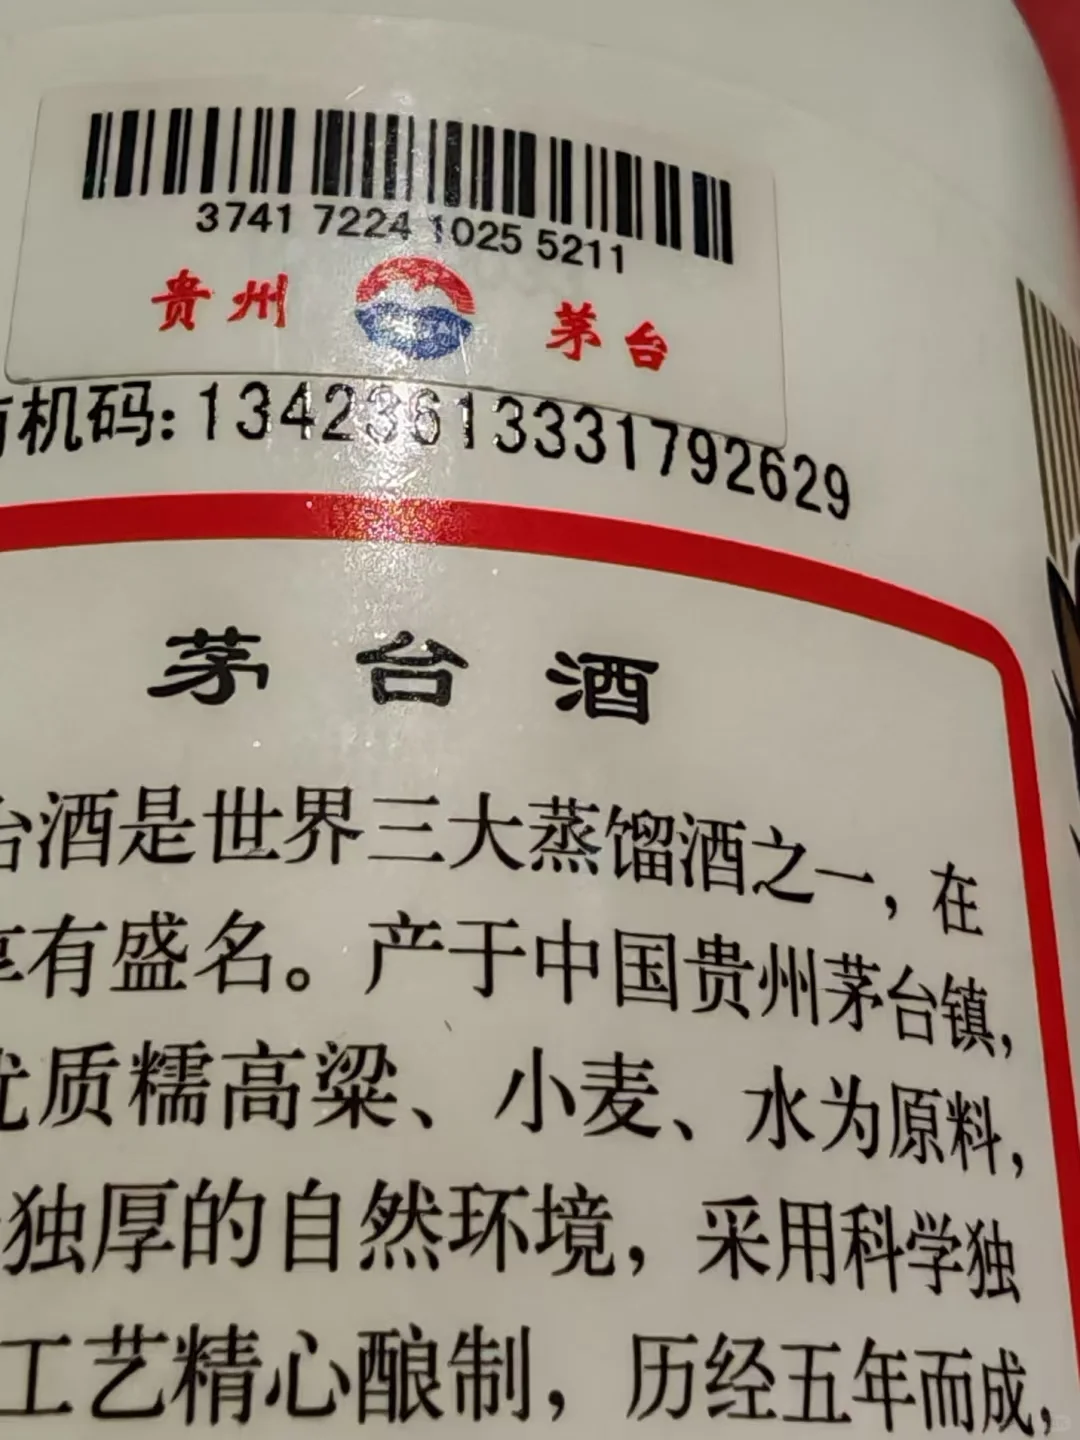 3741 7224 1025 5211
贵州 茅台
有机码:13423613331792629
茅台酒
台酒是世界三大蒸馏酒之一，在
享有盛名。产于中国贵州茅台镇，
优质糯高粱、小麦、水为原料，
独厚的自然环境，采用科学独
工艺精心酿制，历经五年而成，